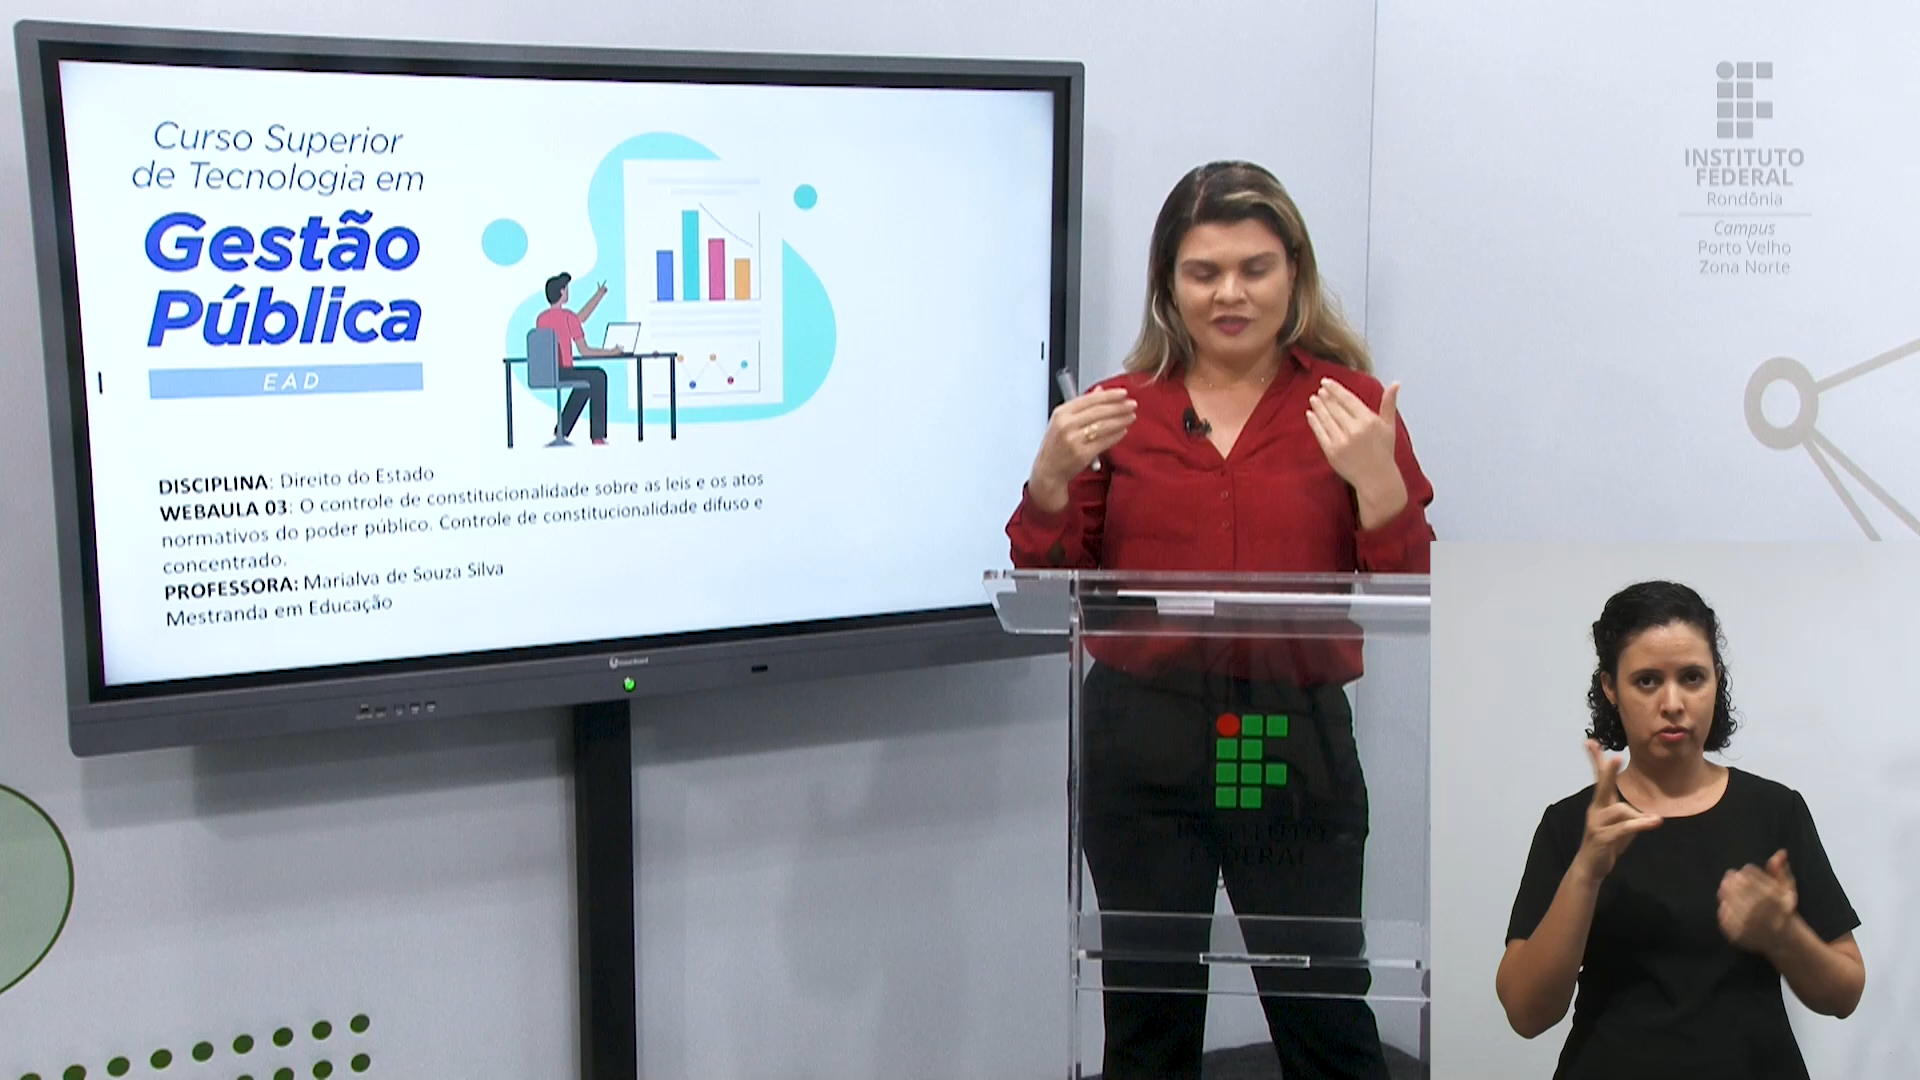 Curso Superior
de Tecnologia em
Gestão
Pública
EAD
DISCIPLINA: Direito do Estado
WEBAULA 03: O controle de constitucionalidade sobre as leis e os atos
normativos do poder público. Controle de constitucionalidade difuso e
concentrado.
PROFESSORA: Marialva de Souza Silva
Mestranda em Educação
INSTITUTO
FEDERAL
Rondônia
Campus
Porto Velho
Zona Norte
INSTITUTO
FEDERAL